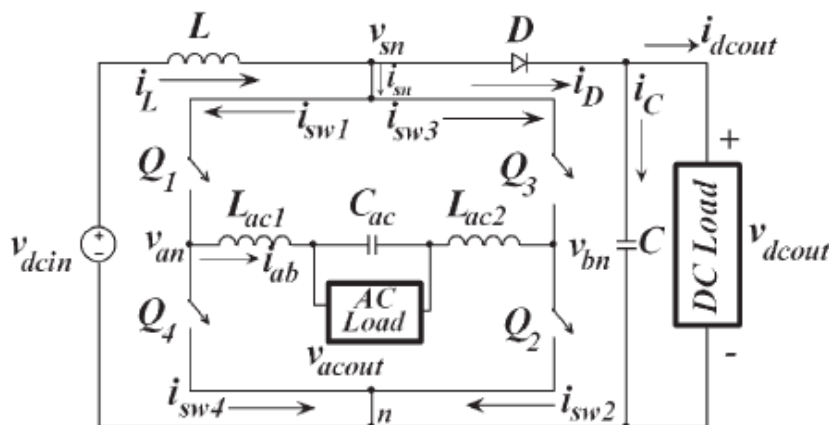 L
v_sn
D
i_dcout
i_L
i_sn
i_D
i_C
i_sw1
i_sw3
Q_1
Q_3
L_ac1
C_ac
L_ac2
+
v_dcin
v_an
i_ab
v_bn
C
DC Load
v_dcout
AC
Load
Q_4
Q_2
v_acout
-
i_sw4
n
i_sw2